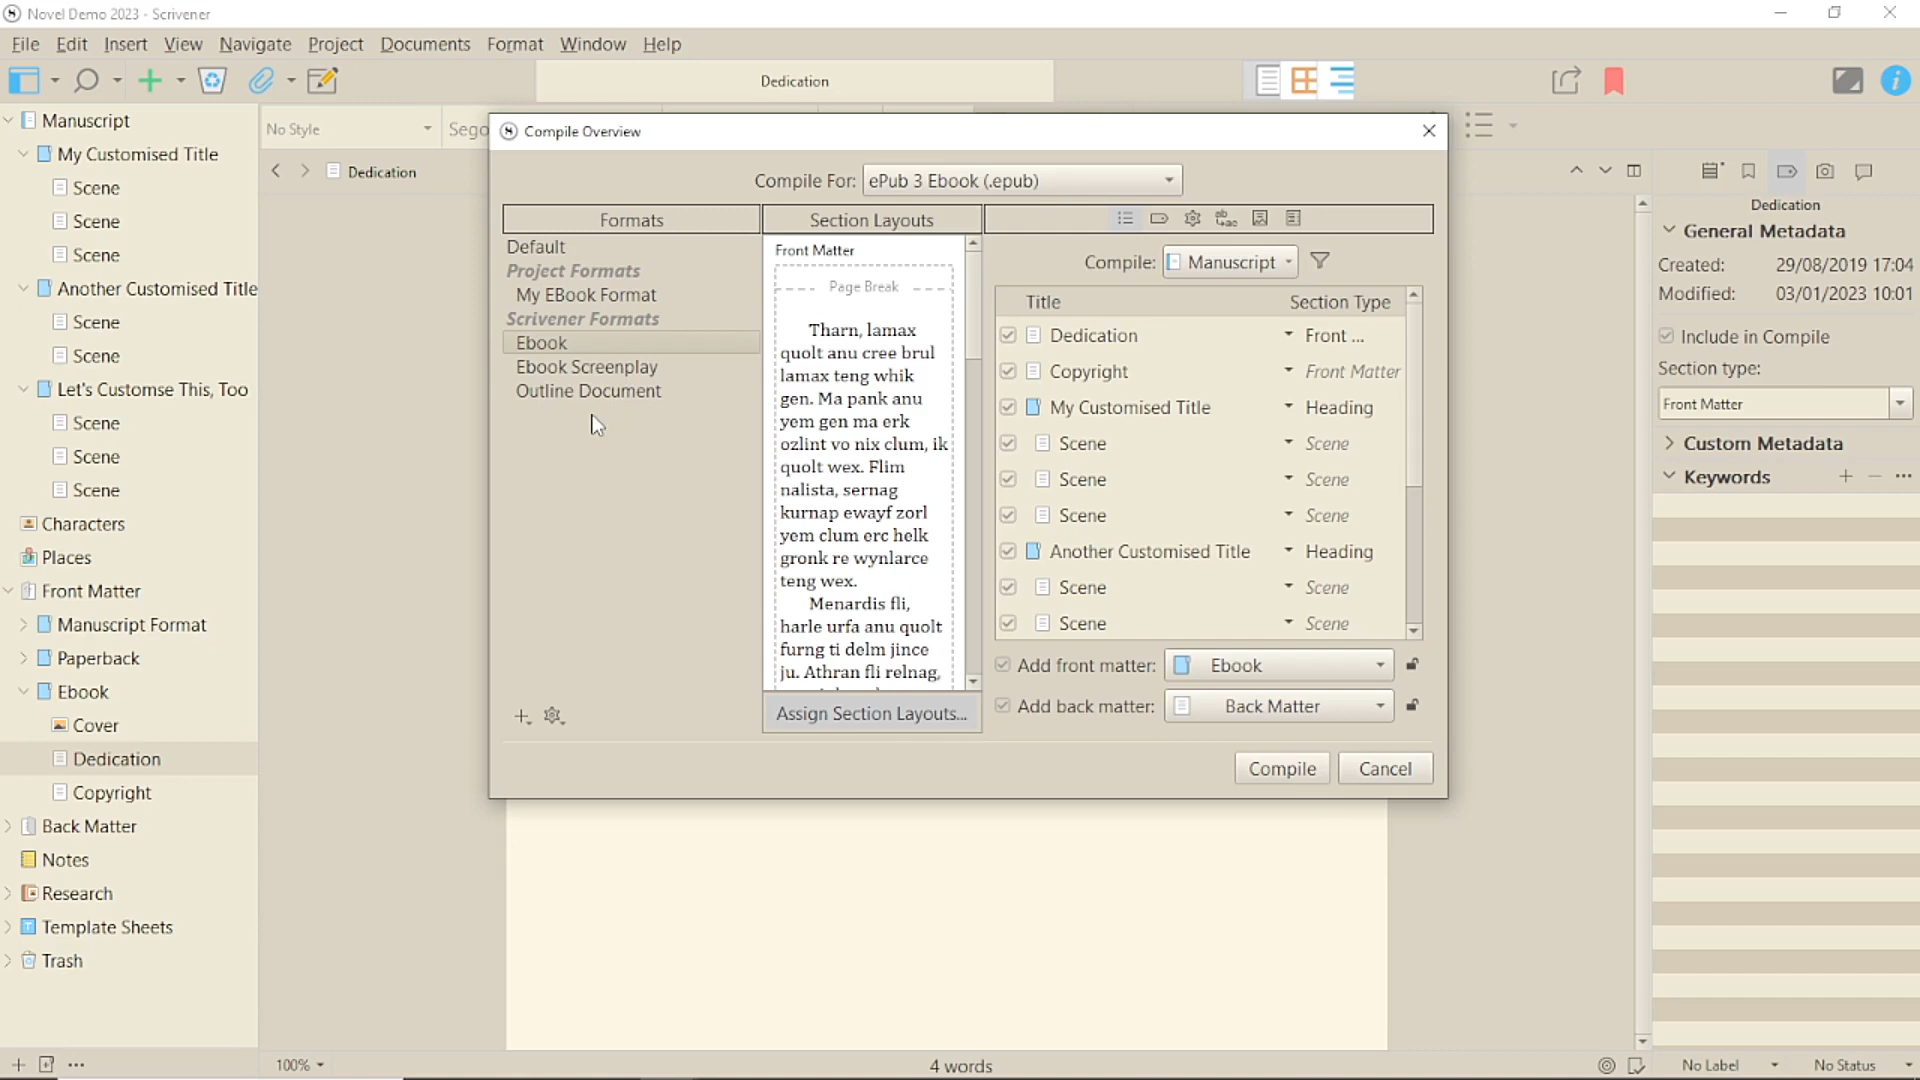 Novel Demo 2023 - Scrivener
File Edit Insert View Navigate Project Documents Format Window Help
Dedication
Manuscript
My Customised Title
Scene
Scene
Scene
Another Customised Title
Scene
Scene
Let's Customse This, Too
Scene
Scene
Scene
Characters
Places
Front Matter
Manuscript Format
Paperback
Ebook
Cover
Dedication
Copyright
Back Matter
Notes
Research
Template Sheets
Trash
No Style
Sego
Dedication
Compile Overview
Compile For: ePub 3 Ebook (.epub)
Formats
Default
Project Formats
My EBook Format
Scrivener Formats
Ebook
Ebook Screenplay
Outline Document
Section Layouts
Front Matter
Page Break
Tharn, lamax
quolt anu cree brul
lamax teng whik
gen. Ma pank anu
yem gen ma erk
ozlint vo nix clum, ik
quolt wex. Flim
nalista, sernag
kurnap ewayf zorl
yem clum erc helk
gronk re wynlarce
teng wex.
Menardis fli,
harle urfa anu quolt
furng ti delm jince
ju. Athran fli relnag,
Assign Section Layouts...
Compile: Manuscript
Title Section Type
Dedication Front ...
Copyright Front Matter
My Customised Title Heading
Scene Scene
Scene Scene
Scene Scene
Another Customised Title Heading
Scene Scene
Scene Scene
Add front matter: Ebook
Add back matter: Back Matter
Compile Cancel
Dedication
General Metadata
Created: 29/08/2019 17:04
Modified: 03/01/2023 10:01
Include in Compile
Section type:
Front Matter
Custom Metadata
Keywords
100%
4 words
No Label
No Status